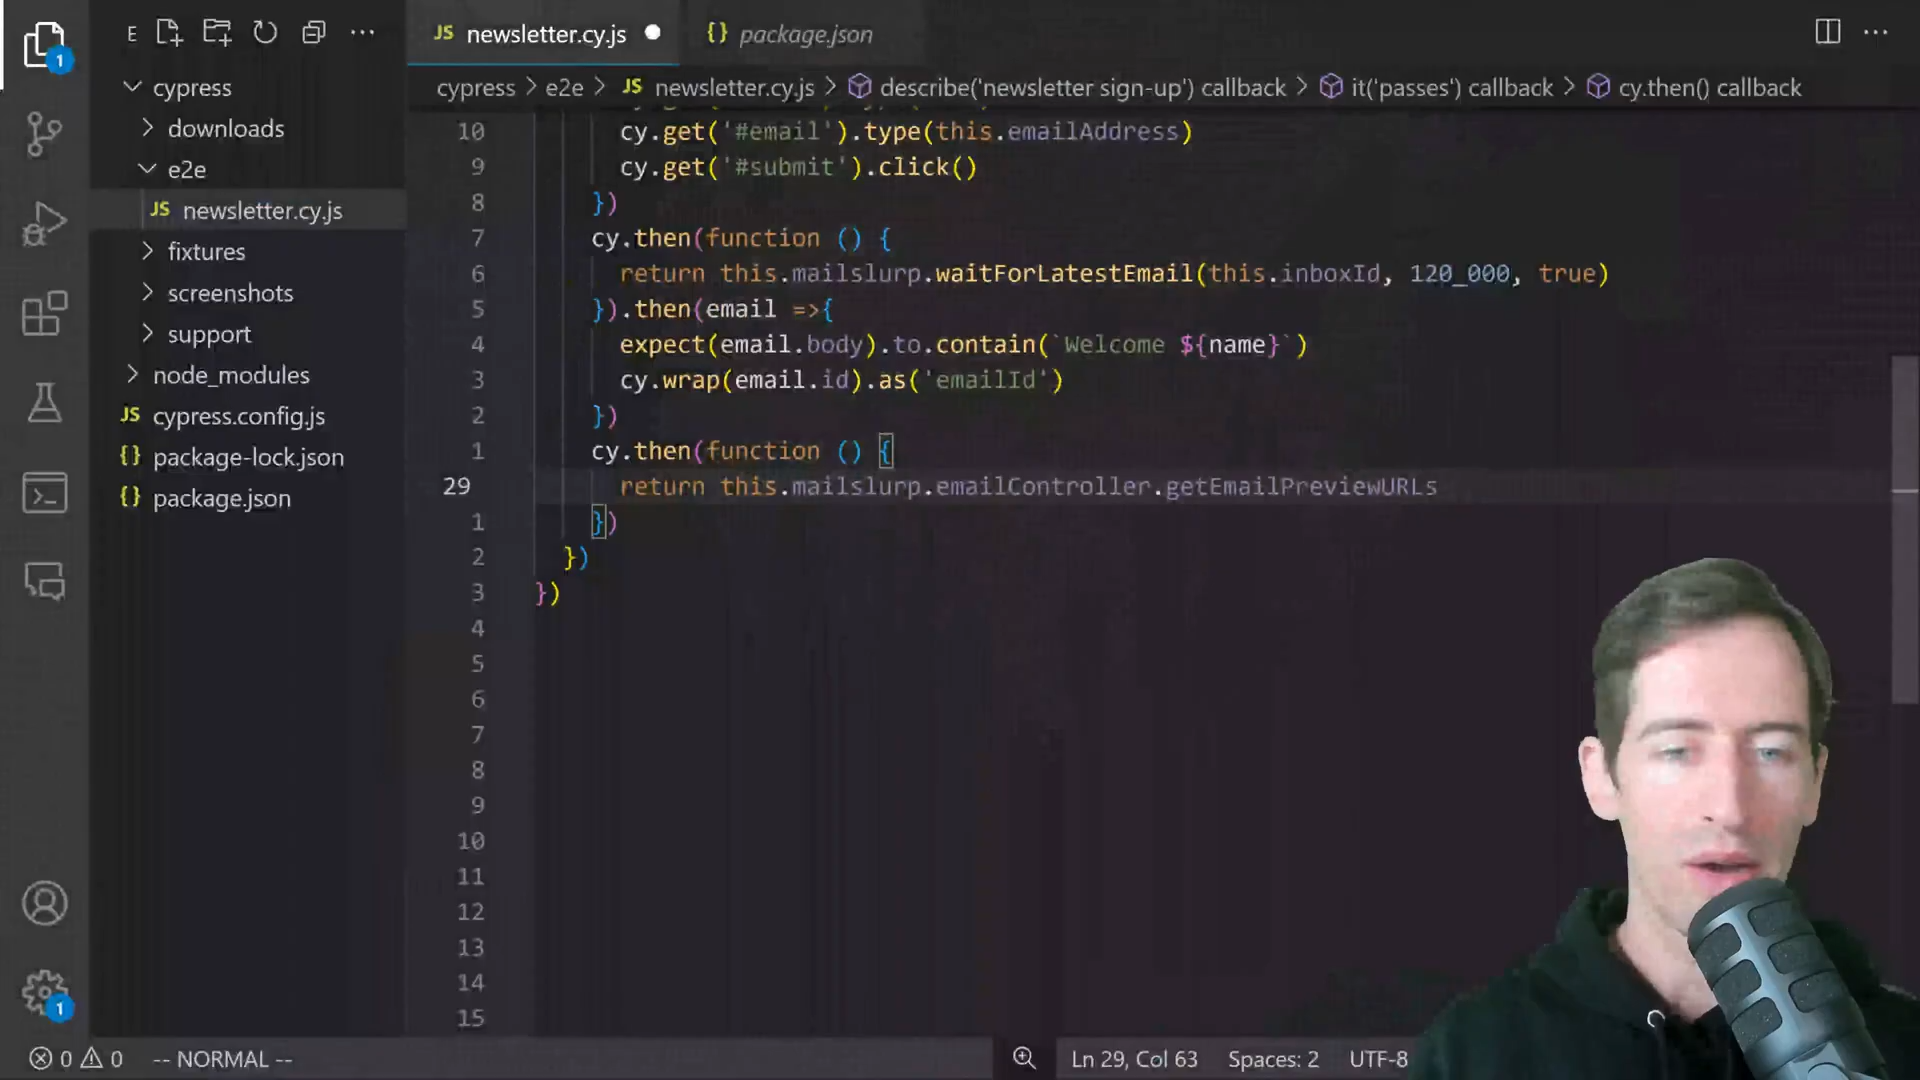 E
newsletter.cy.js
package.json
cypress
downloads
e2e
newsletter.cy.js
fixtures
screenshots
support
node_modules
cypress.config.js
package-lock.json
package.json
cypress > e2e > JS newsletter.cy.js > describe('newsletter sign-up') callback > it('passes') callback > cy.then() callback
10 cy.get('#email').type(this.emailAddress)
9 cy.get('#submit').click()
8 })
7 cy.then(function () {
6 return this.mailslurp.waitForLatestEmail(this.inboxId, 120_000, true)
5 }).then(email =>{
4 expect(email.body).to.contain(`Welcome ${name}`)
3 cy.wrap(email.id).as('emailId')
2 })
1 cy.then(function () {
29 return this.mailslurp.emailController.getEmailPreviewURLs
1 })
2 })
3 })
4
5
6
7
8
9
10
11
12
13
14
15
0 0 -- NORMAL -- Ln 29, Col 63 Spaces: 2 UTF-8
1
1